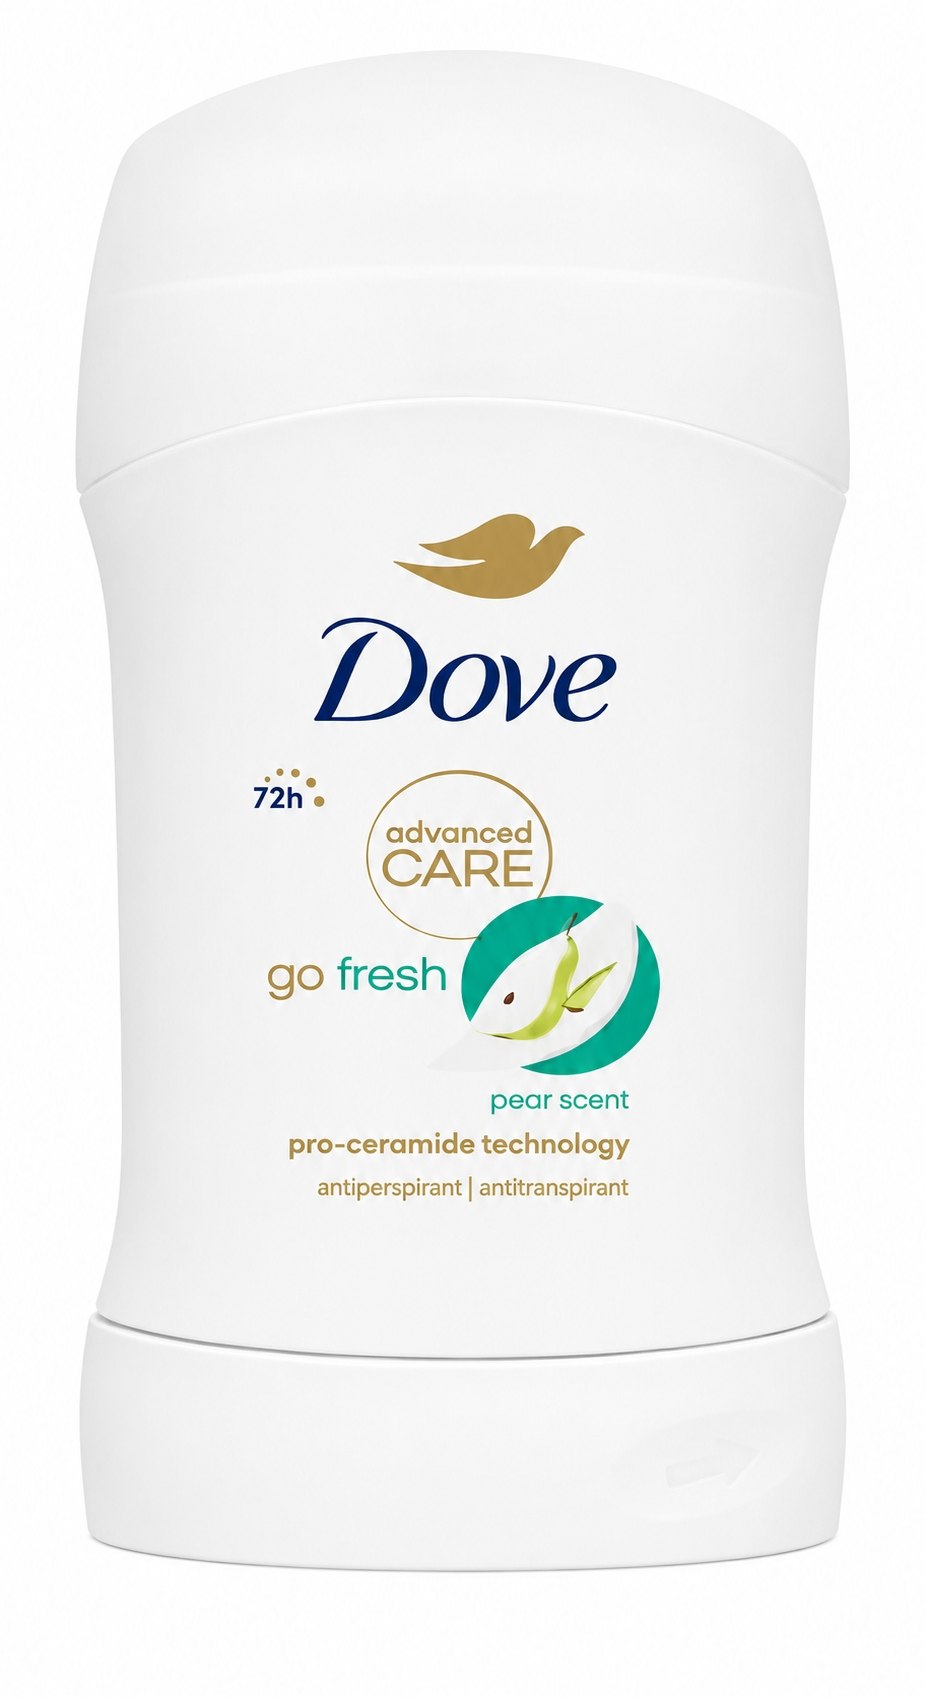 Dove
72h
advanced
CARE
go fresh
pear scent
pro-ceramide technology
antiperspirant | antitranspirant